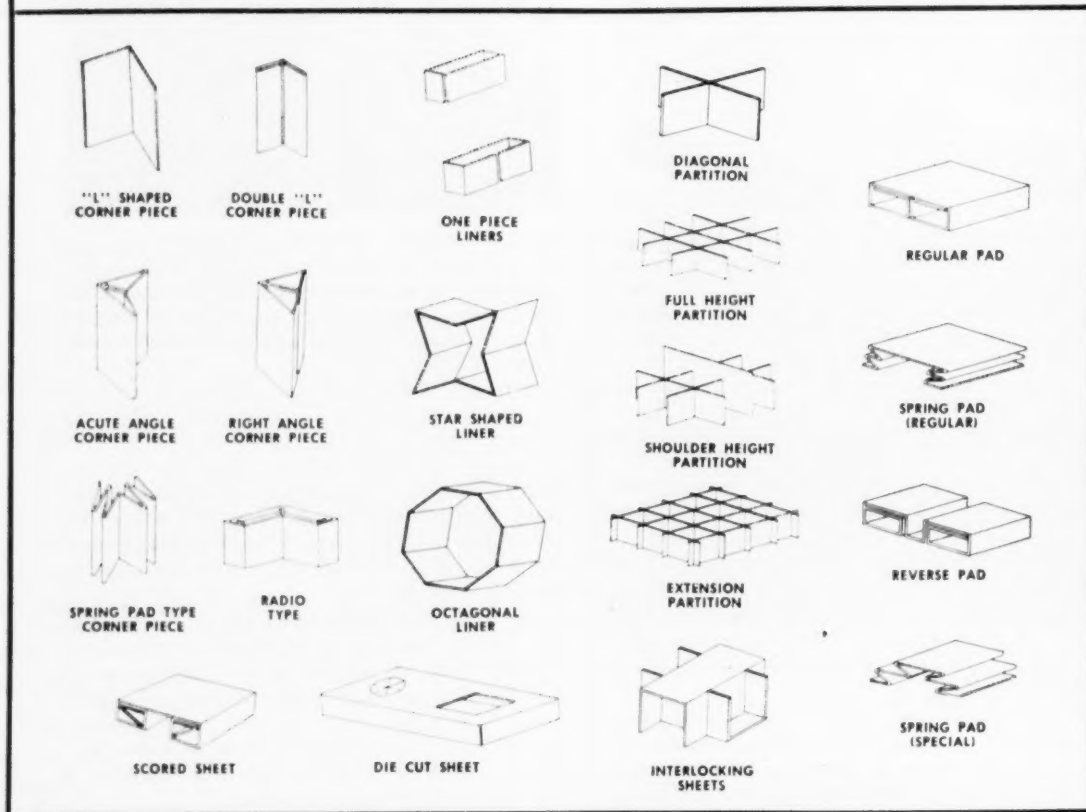 "L" SHAPED
CORNER PIECE
DOUBLE "L"
CORNER PIECE
ONE PIECE
LINERS
DIAGONAL
PARTITION
REGULAR PAD
FULL HEIGHT
PARTITION
ACUTE ANGLE
CORNER PIECE
RIGHT ANGLE
CORNER PIECE
STAR SHAPED
LINER
SHOULDER HEIGHT
PARTITION
SPRING PAD
(REGULAR)
SPRING PAD TYPE
CORNER PIECE
RADIO
TYPE
OCTAGONAL
LINER
EXTENSION
PARTITION
REVERSE PAD
SCORED SHEET
DIE CUT SHEET
INTERLOCKING
SHEETS
SPRING PAD
(SPECIAL)